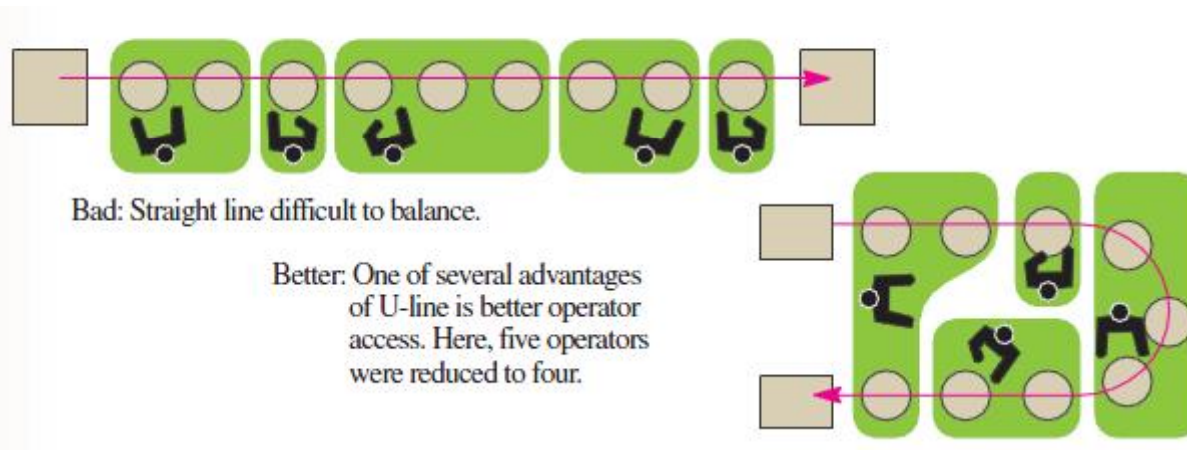 Bad: Straight line difficult to balance.
Better: One of several advantages
of U-line is better operator
access. Here, five operators
were reduced to four.